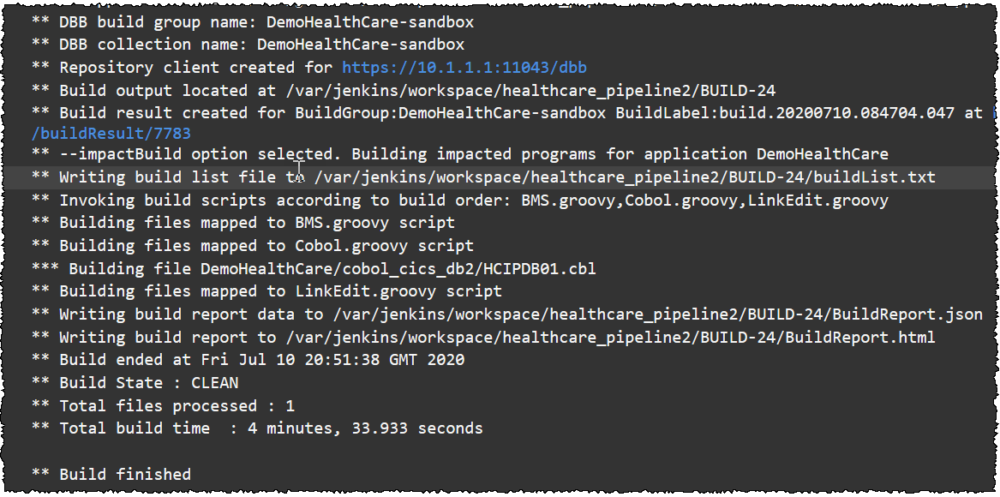 ** DBB build group name: DemoHealthCare-sandbox
** DBB collection name: DemoHealthCare-sandbox
** Repository client created for https://10.1.1.1:11043/dbb
** Build output located at /var/jenkins/workspace/healthcare_pipeline2/BUILD-24
** Build result created for BuildGroup:DemoHealthCare-sandbox BuildLabel:build.20200710.084704.047 at
/buildResult/7783
** --impactBuild option selected. Building impacted programs for application DemoHealthCare
** Writing build list file to /var/jenkins/workspace/healthcare_pipeline2/BUILD-24/buildList.txt
** Invoking build scripts according to build order: BMS.groovy,Cobol.groovy,LinkEdit.groovy
** Building files mapped to BMS.groovy script
** Building files mapped to Cobol.groovy script
*** Building file DemoHealthCare/cobol_cics_db2/HCIPDB01.cbl
** Building files mapped to LinkEdit.groovy script
** Writing build report data to /var/jenkins/workspace/healthcare_pipeline2/BUILD-24/BuildReport.json
** Writing build report to /var/jenkins/workspace/healthcare_pipeline2/BUILD-24/BuildReport.html
** Build ended at Fri Jul 10 20:51:38 GMT 2020
** Build State : CLEAN
** Total files processed : 1
** Total build time  : 4 minutes, 33.933 seconds
** Build finished